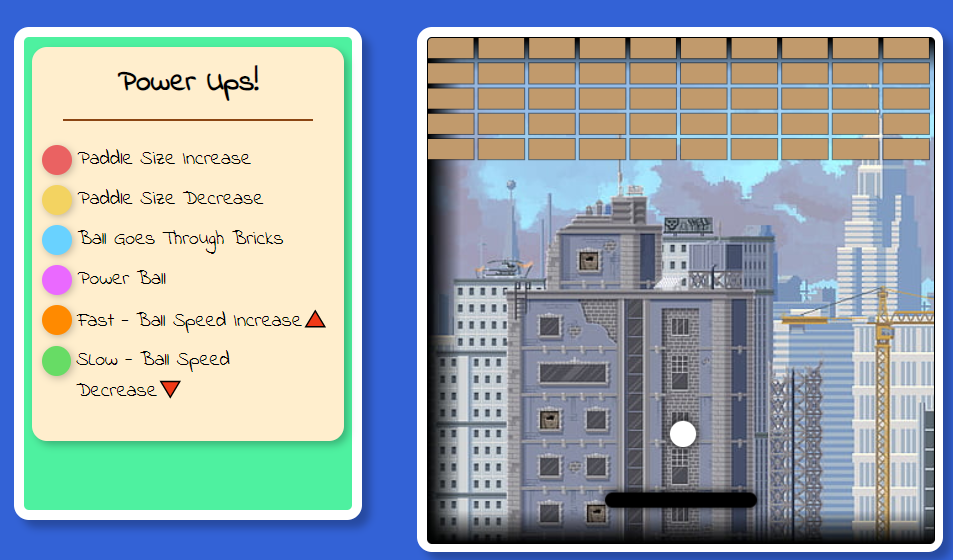 Power Ups!
Paddle Size Increase
Paddle Size Decrease
Ball Goes Through Bricks
Power Ball
Fast - Ball Speed Increase
Slow - Ball Speed
Decrease